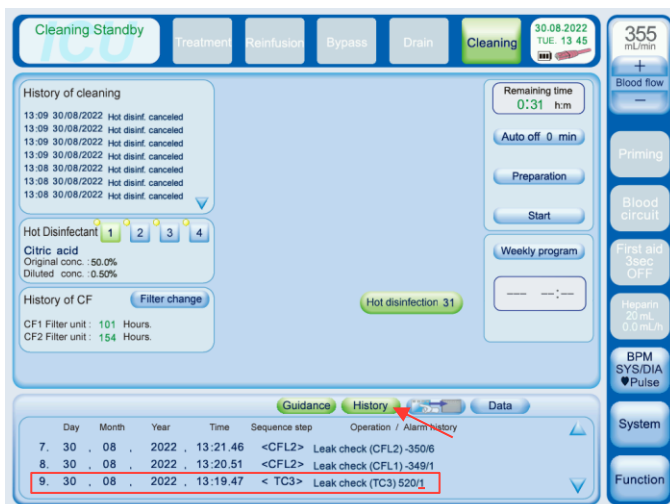 Cleaning Standby
ICU
Treatment
Reinfusion
Bypass
Drain
Cleaning
30.08.2022
TUE. 13 45
355
mL/min
+
Blood flow
−
Priming
Blood
circuit
First aid
3sec
OFF
Heparin
20 mL
0.0 mL/h
BPM
SYS/DIA
♥Pulse
System
Function
History of cleaning
13:09 30/08/2022 Hot disinf. canceled
13:09 30/08/2022 Hot disinf. canceled
13:09 30/08/2022 Hot disinf. canceled
13:09 30/08/2022 Hot disinf. canceled
13:08 30/08/2022 Hot disinf. canceled
13:08 30/08/2022 Hot disinf. canceled
13:08 30/08/2022 Hot disinf. canceled
Hot Disinfectant 1 2 3 4
Citric acid
Original conc. :50.0%
Diluted conc. :0.50%
History of CF Filter change
CF1 Filter unit : 101 Hours.
CF2 Filter unit : 154 Hours.
Hot disinfection 31
Remaining time
0:31 h:m
Auto off 0 min
Preparation
Start
Weekly program
--- --:--
Guidance History Data
Day Month Year Time Sequence step Operation / Alarm history
7. 30 . 08 . 2022 . 13:21.46 <CFL2> Leak check (CFL2) -350/6
8. 30 . 08 . 2022 . 13:20.51 <CFL2> Leak check (CFL1) -349/1
9. 30 . 08 . 2022 . 13:19.47 < TC3> Leak check (TC3) 520/1